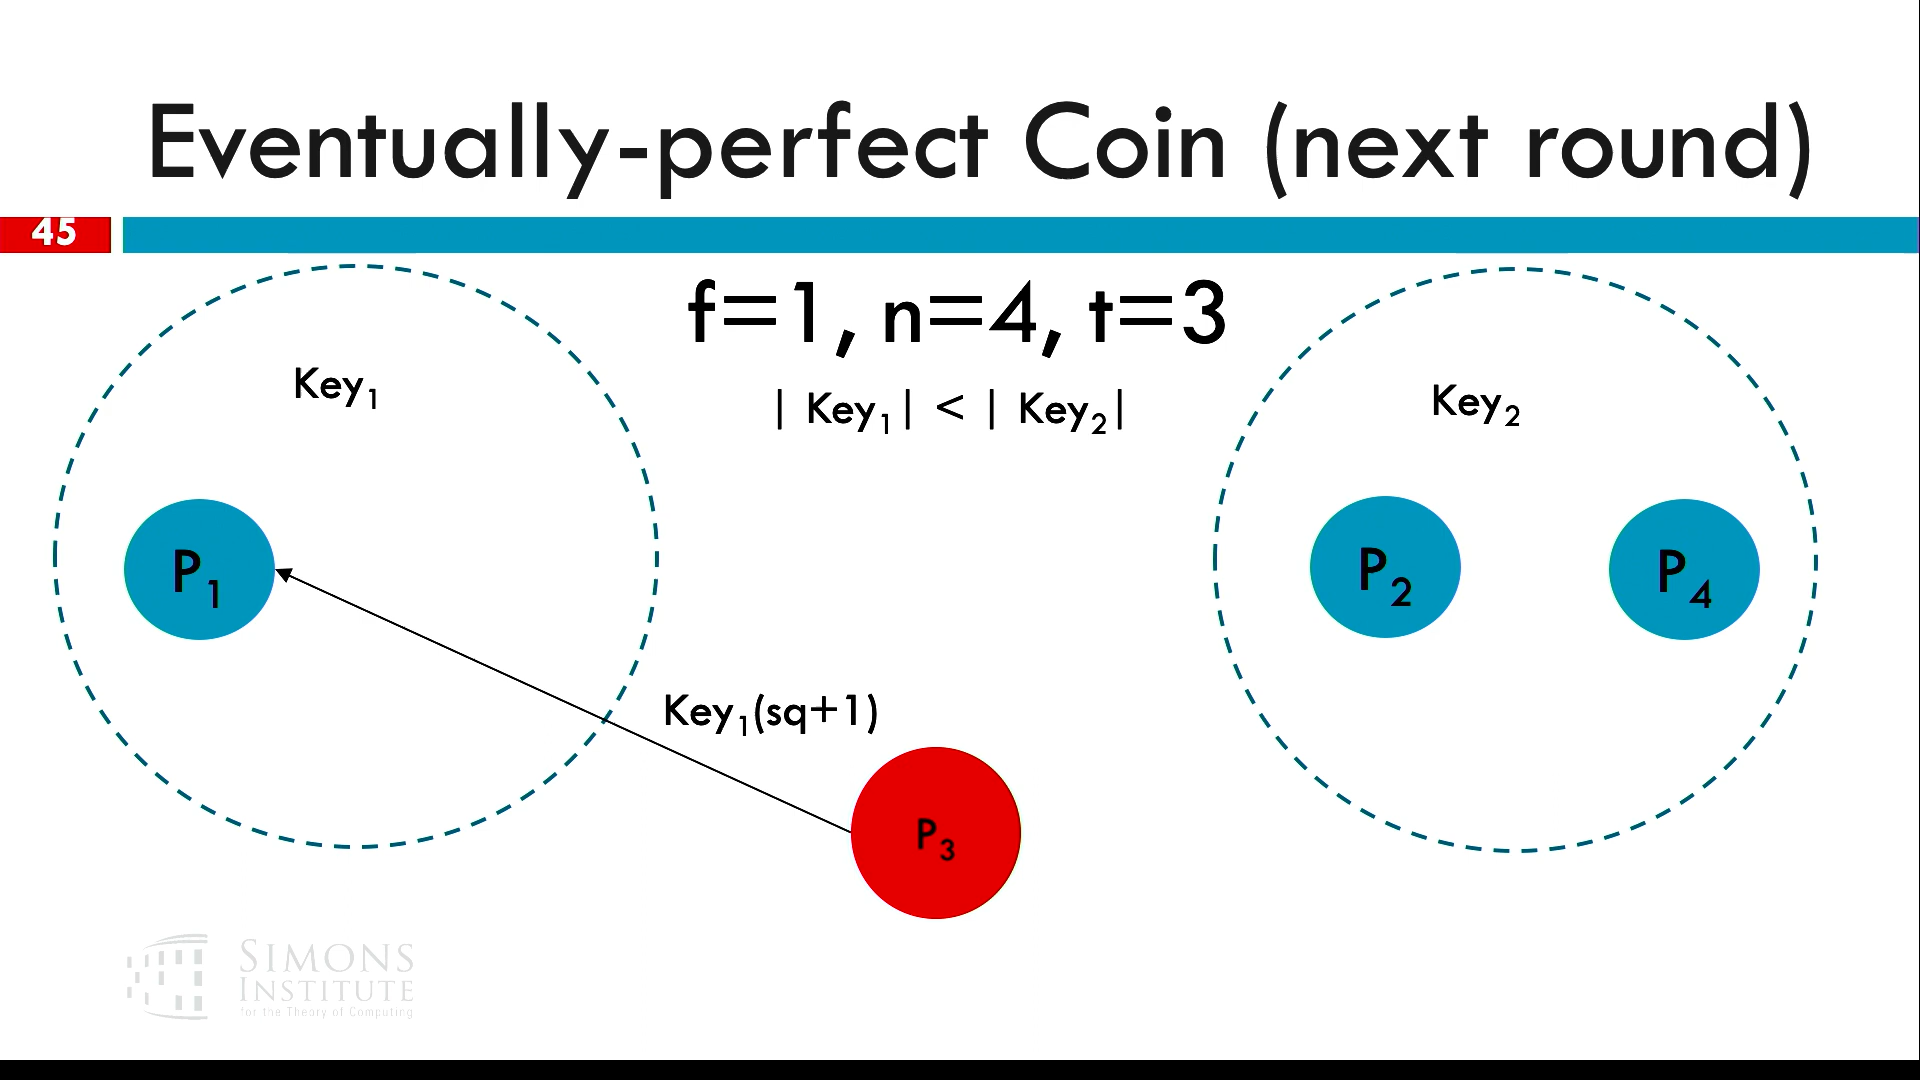 Eventually-perfect Coin (next round)
45
f=1, n=4, t=3
| Key₁| < | Key₂|
Key₁
Key₂
P₁
P₂
P₄
Key₁(sq+1)
P₃
SIMONS
INSTITUTE
for the Theory of Computing